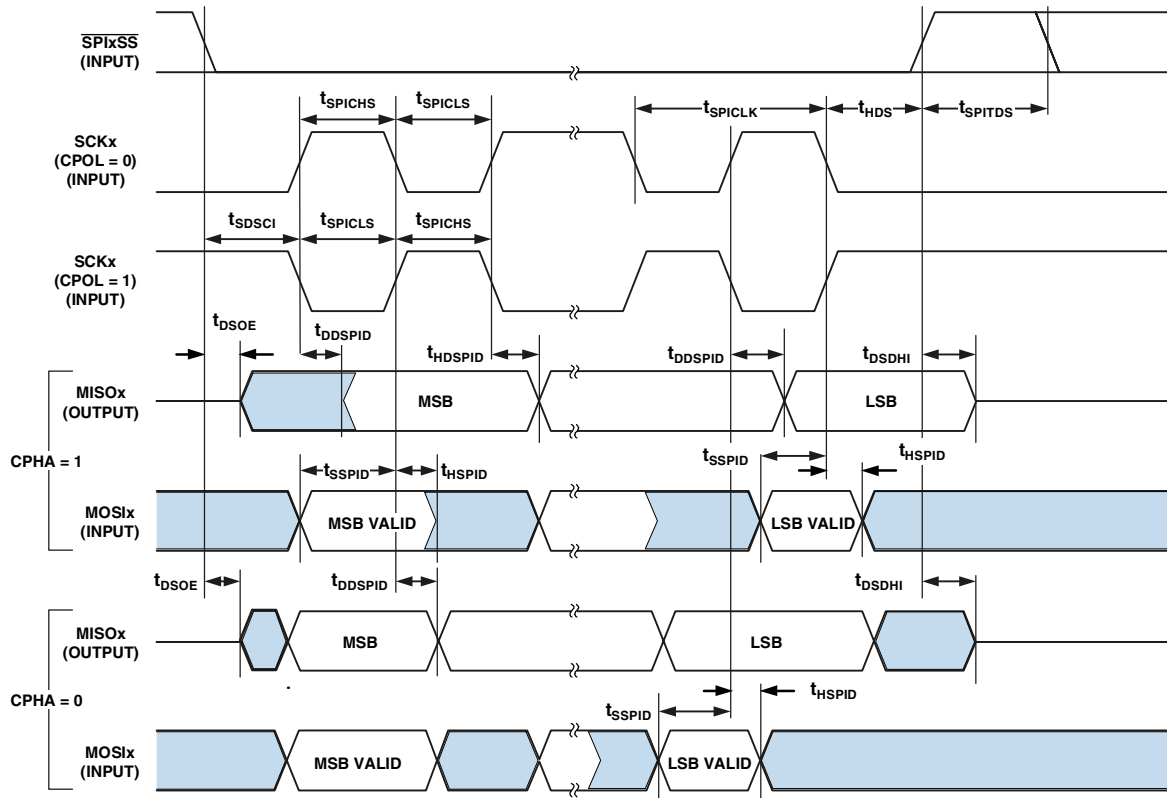 SPIxSS
(INPUT)
tSPICHS tSPICLS tSPICLK tHDS tSPITDS
SCKx
(CPOL = 0)
(INPUT)
tSDSCI tSPICLS tSPICHS
SCKx
(CPOL = 1)
(INPUT)
tDSOE tDDSPID tHDSPID tDDSPID tDSDHI
CPHA = 1
MISOx
(OUTPUT)
MSB LSB
tSSPID tHSPID tSSPID tHSPID
MOSIx
(INPUT)
MSB VALID LSB VALID
tDSOE tDDSPID tDSDHI
CPHA = 0
MISOx
(OUTPUT)
MSB LSB
tSSPID tHSPID
MOSIx
(INPUT)
MSB VALID LSB VALID